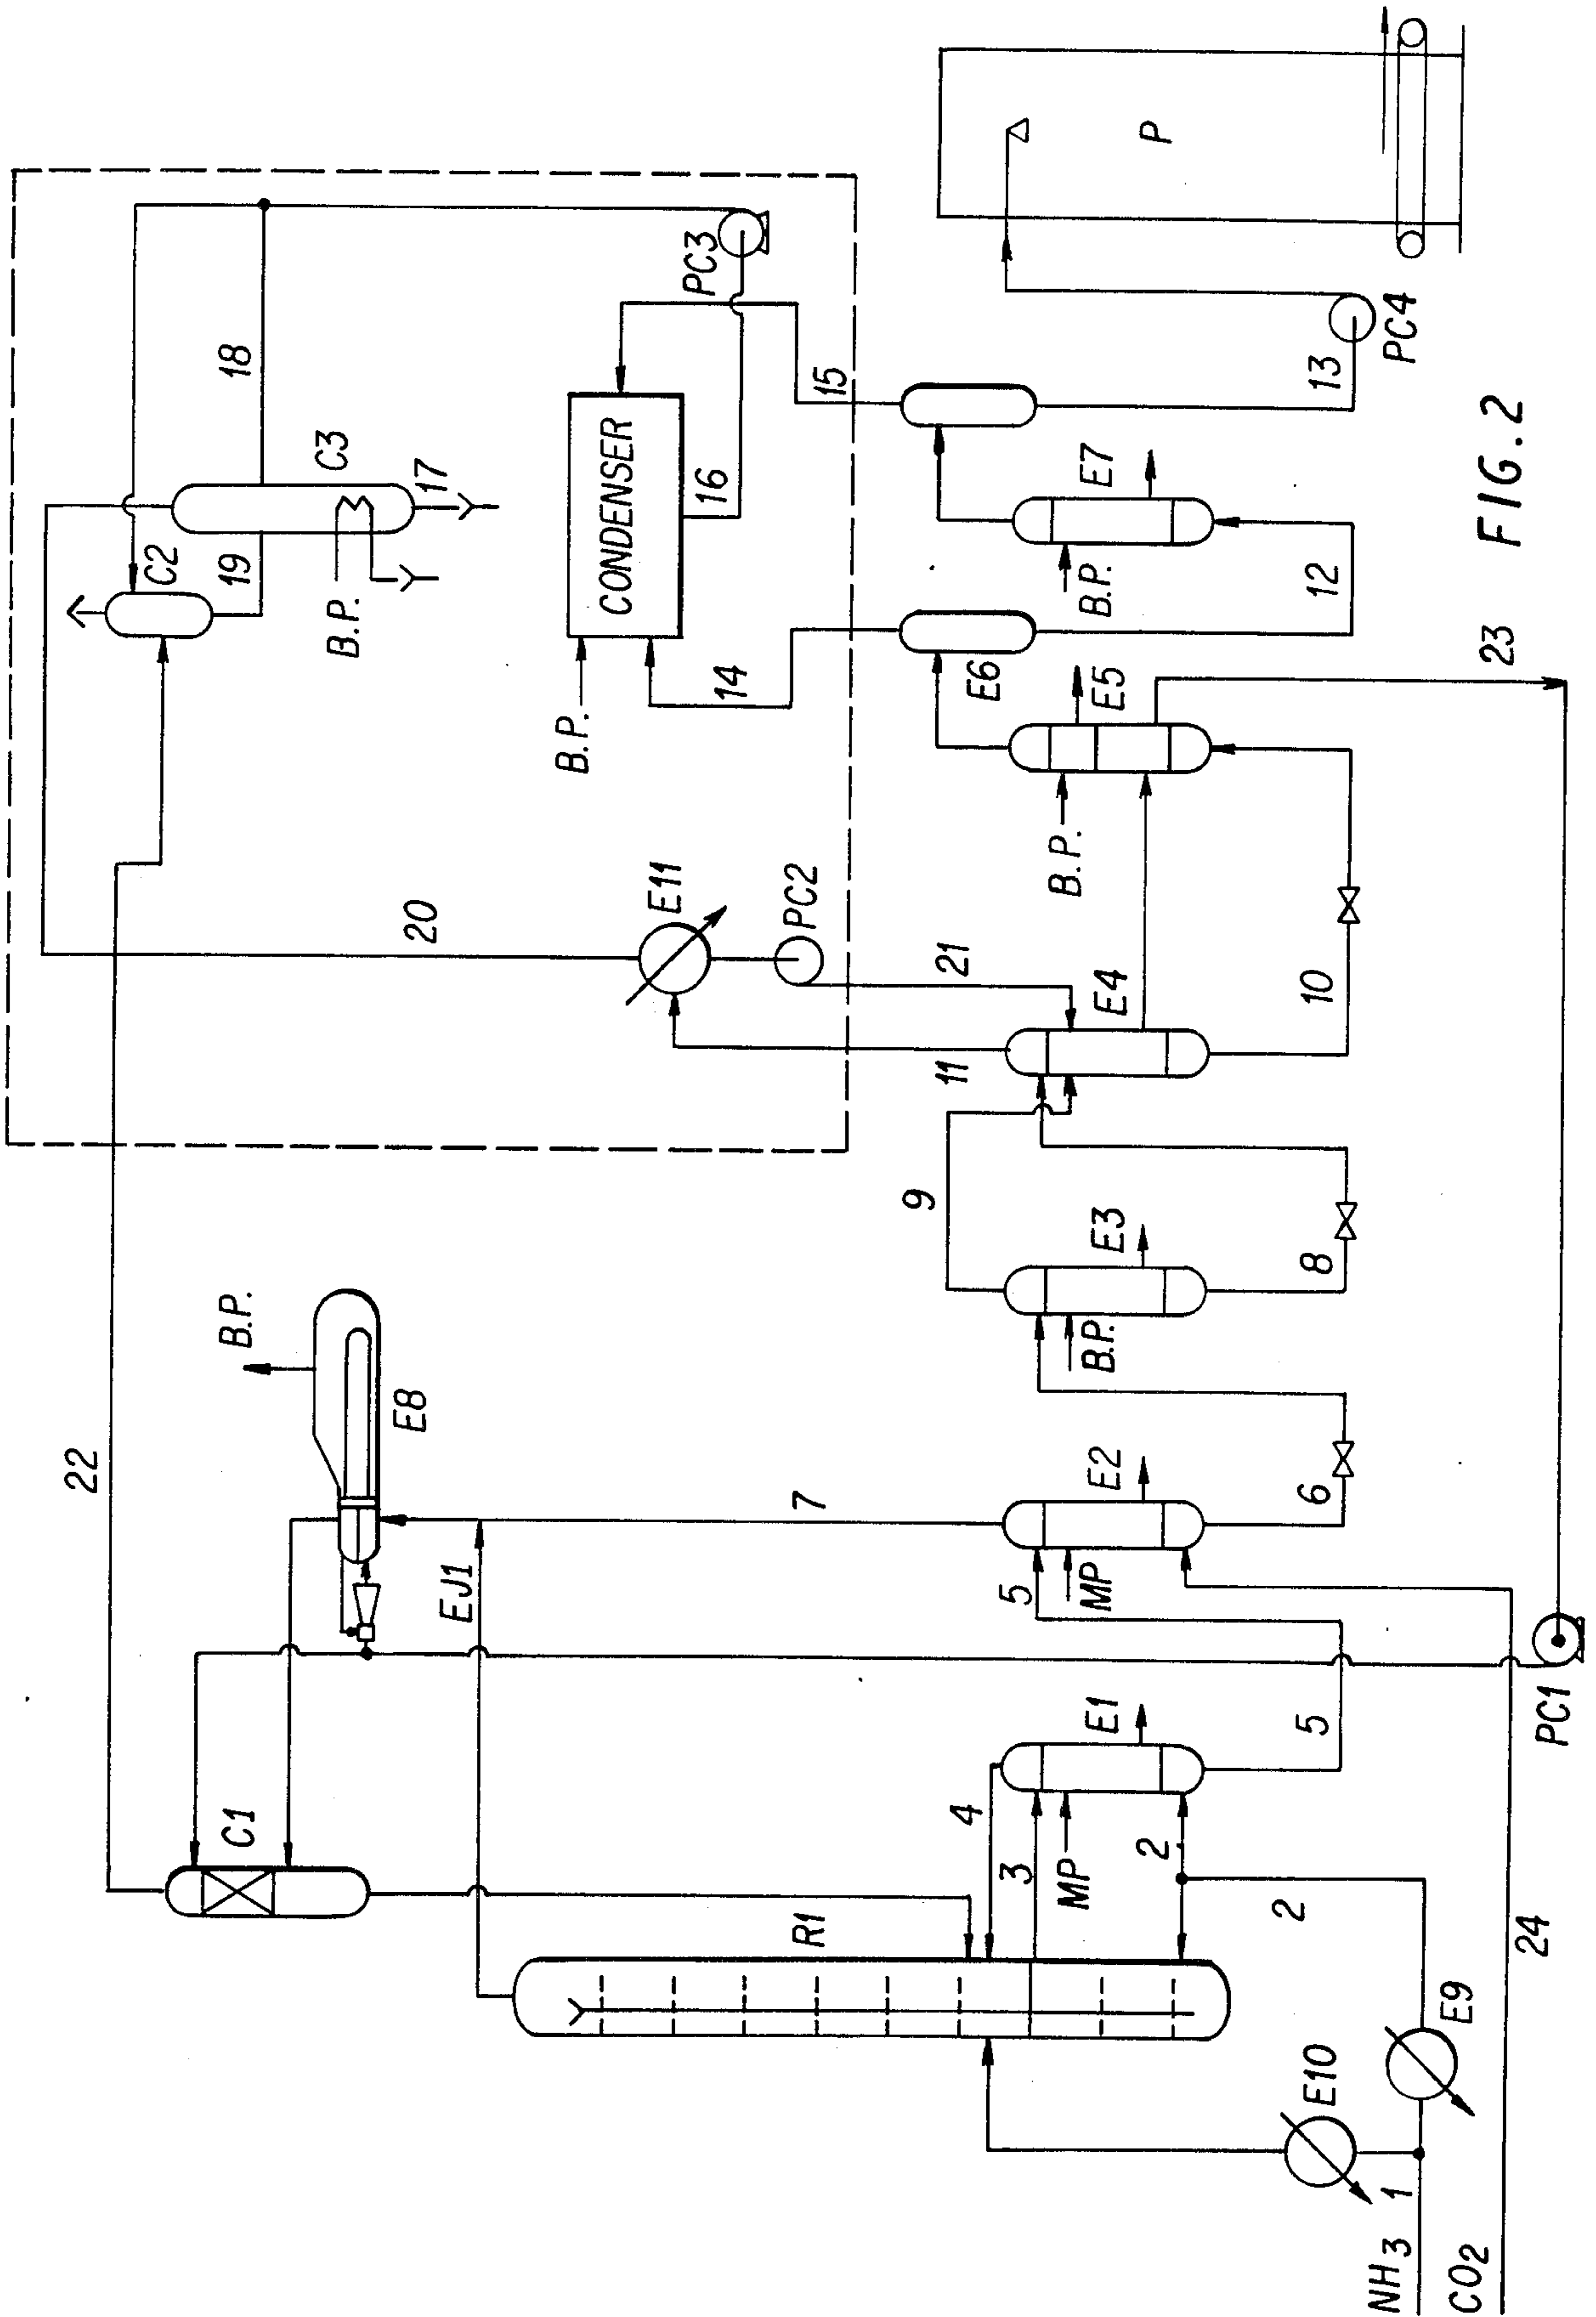 22
C1
EJ1
E8
B.P.
7
R1
4
3
MP
2
2
E1
5
5
MP
E2
6
B.P.
E3
8
9
11
E4
10
21
PC2
E11
20
C2
19
B.P.
C3
17
18
B.P.
CONDENSER
14
16
PC3
15
E6
B.P.
E5
B.P.
E7
12
13
PC4
P
23
PC1
24
E10
E9
1
NH3
CO2
FIG.2